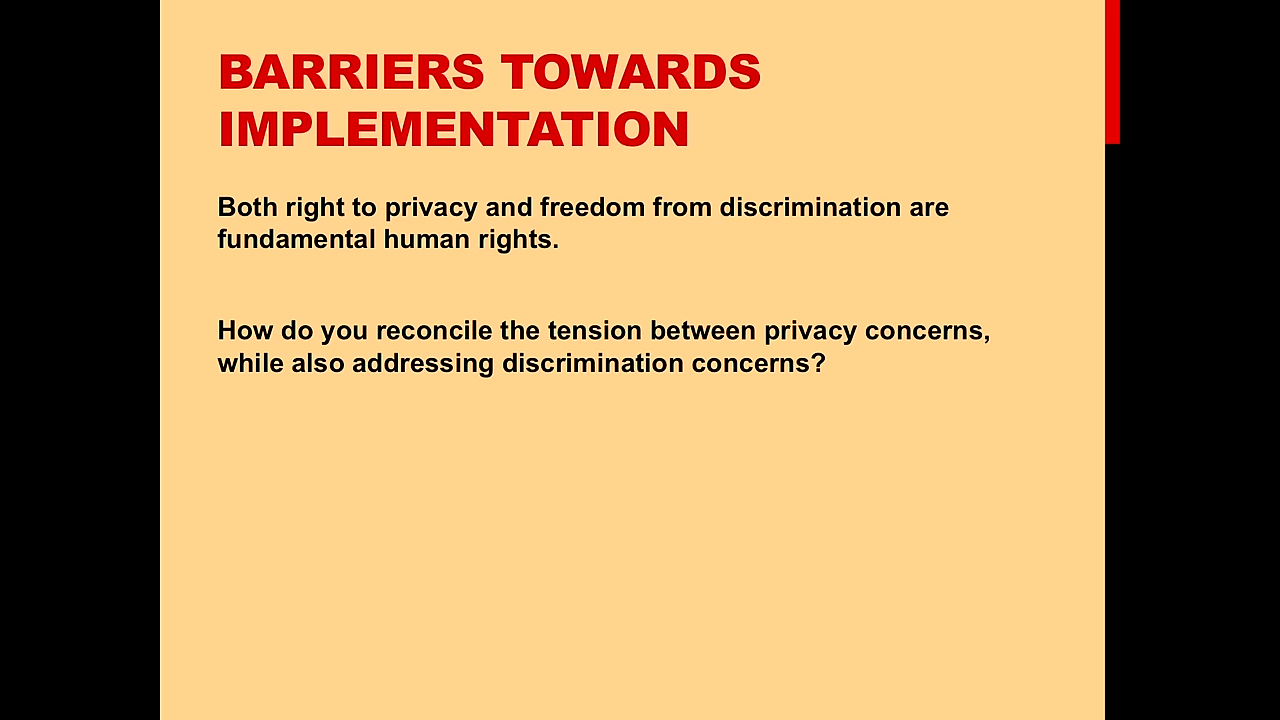 BARRIERS TOWARDS
IMPLEMENTATION
Both right to privacy and freedom from discrimination are
fundamental human rights.
How do you reconcile the tension between privacy concerns,
while also addressing discrimination concerns?